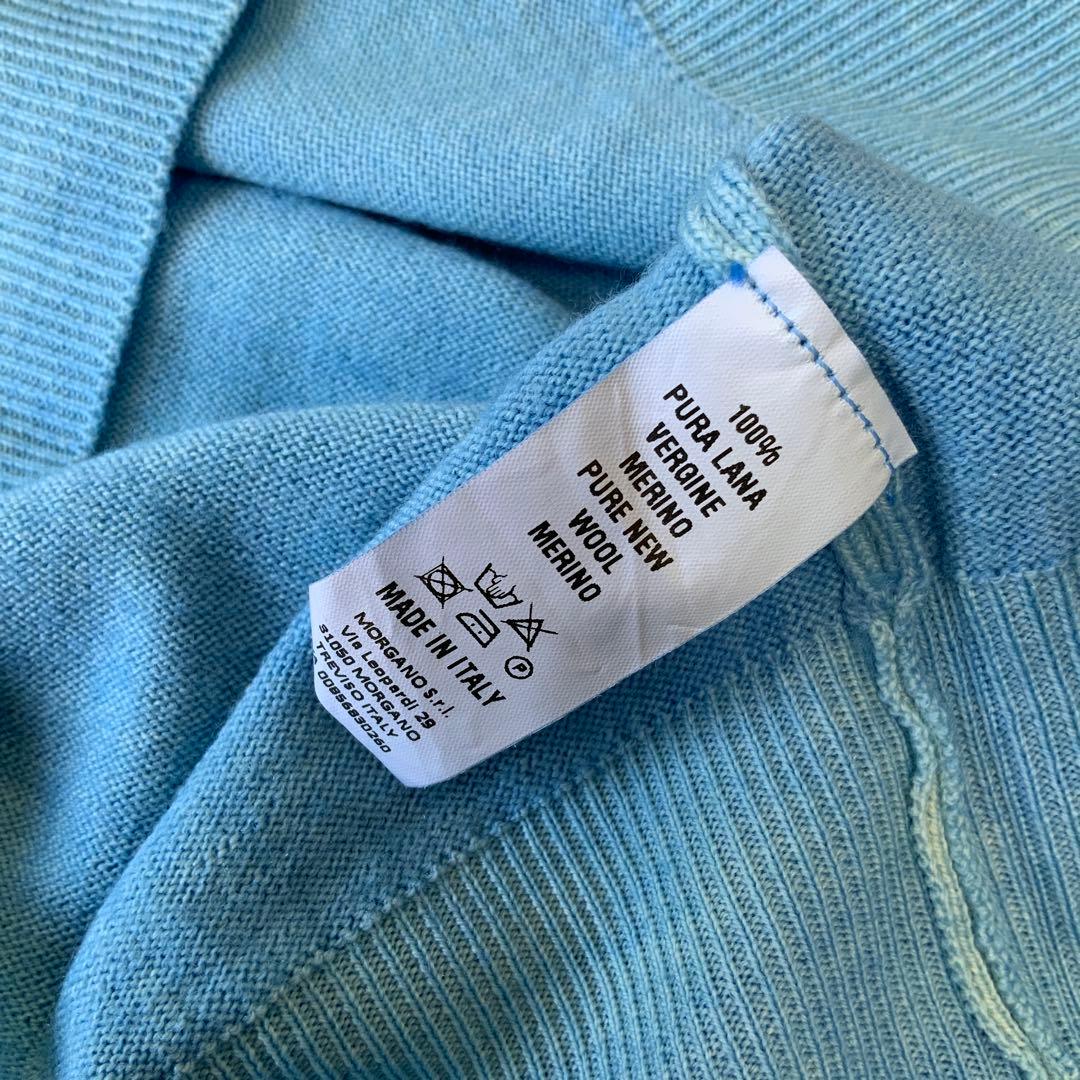 100%
PURA LANA
VERGINE
MERINO
PURE NEW
WOOL
MERINO
P
MADE IN ITALY
MORGANO S.r.l.
Via Leopardi 29
31050 MORGANO
TREVISO ITALY
00856830260